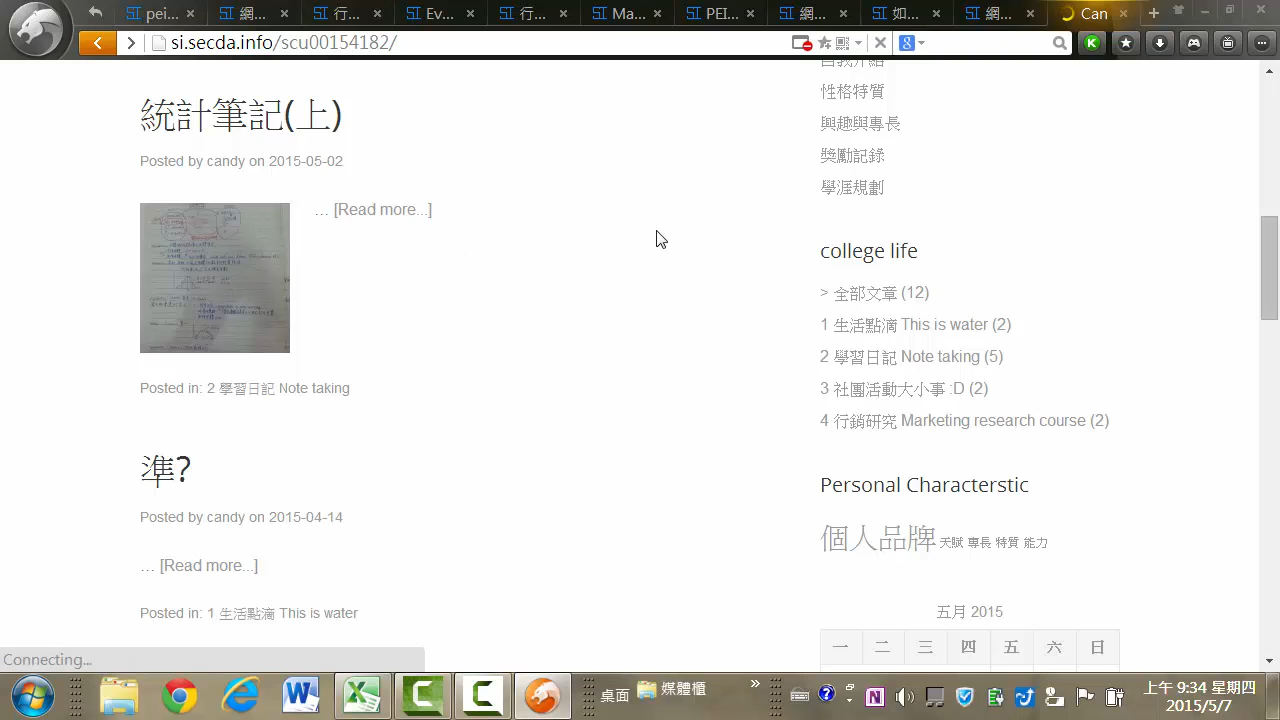 pei...
網...
行...
Ev...
行...
Ma...
PEI...
網...
如...
網...
Can
si.secda.info/scu00154182/
自我介紹
性格特質
興趣與專長
獎勵記錄
學涯規劃
統計筆記(上)
Posted by candy on 2015-05-02
… [Read more...]
Posted in: 2 學習日記 Note taking
準?
Posted by candy on 2015-04-14
… [Read more...]
Posted in: 1 生活點滴 This is water
college life
> 全部文章 (12)
1 生活點滴 This is water (2)
2 學習日記 Note taking (5)
3 社團活動大小事 :D (2)
4 行銷研究 Marketing research course (2)
Personal Characterstic
個人品牌 天賦 專長 特質 能力
五月 2015
一 二 三 四 五 六 日
Connecting...
桌面
媒體櫃
上午 9:34 星期四
2015/5/7